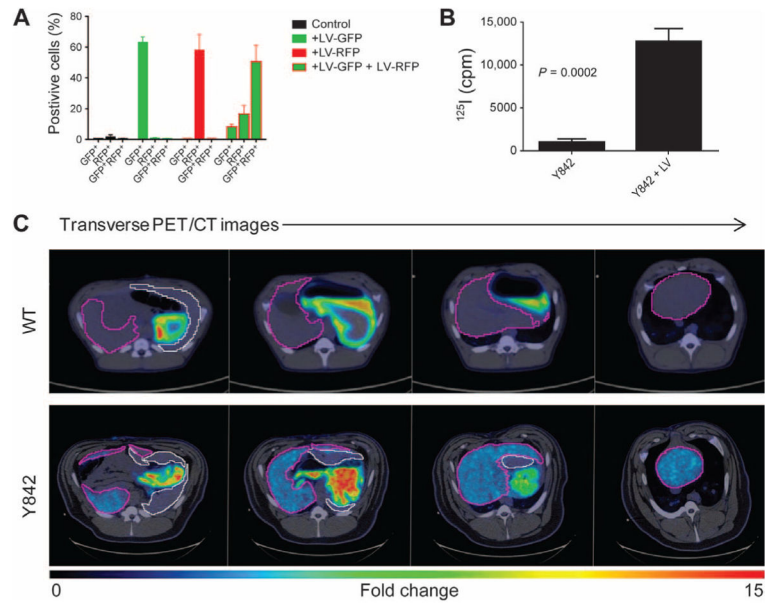 A
Postivive cells (%)
80
60
40
20
0
GFP+
RFP+
GFP+RFP+
GFP+
RFP+
GFP+RFP+
GFP+
RFP+
GFP+RFP+
GFP+
RFP+
GFP+RFP+
Control
+LV-GFP
+LV-RFP
+LV-GFP + LV-RFP
B
125I (cpm)
15,000
10,000
5000
0
P = 0.0002
Y842
Y842 + LV
C
Transverse PET/CT images
WT
Y842
0
Fold change
15